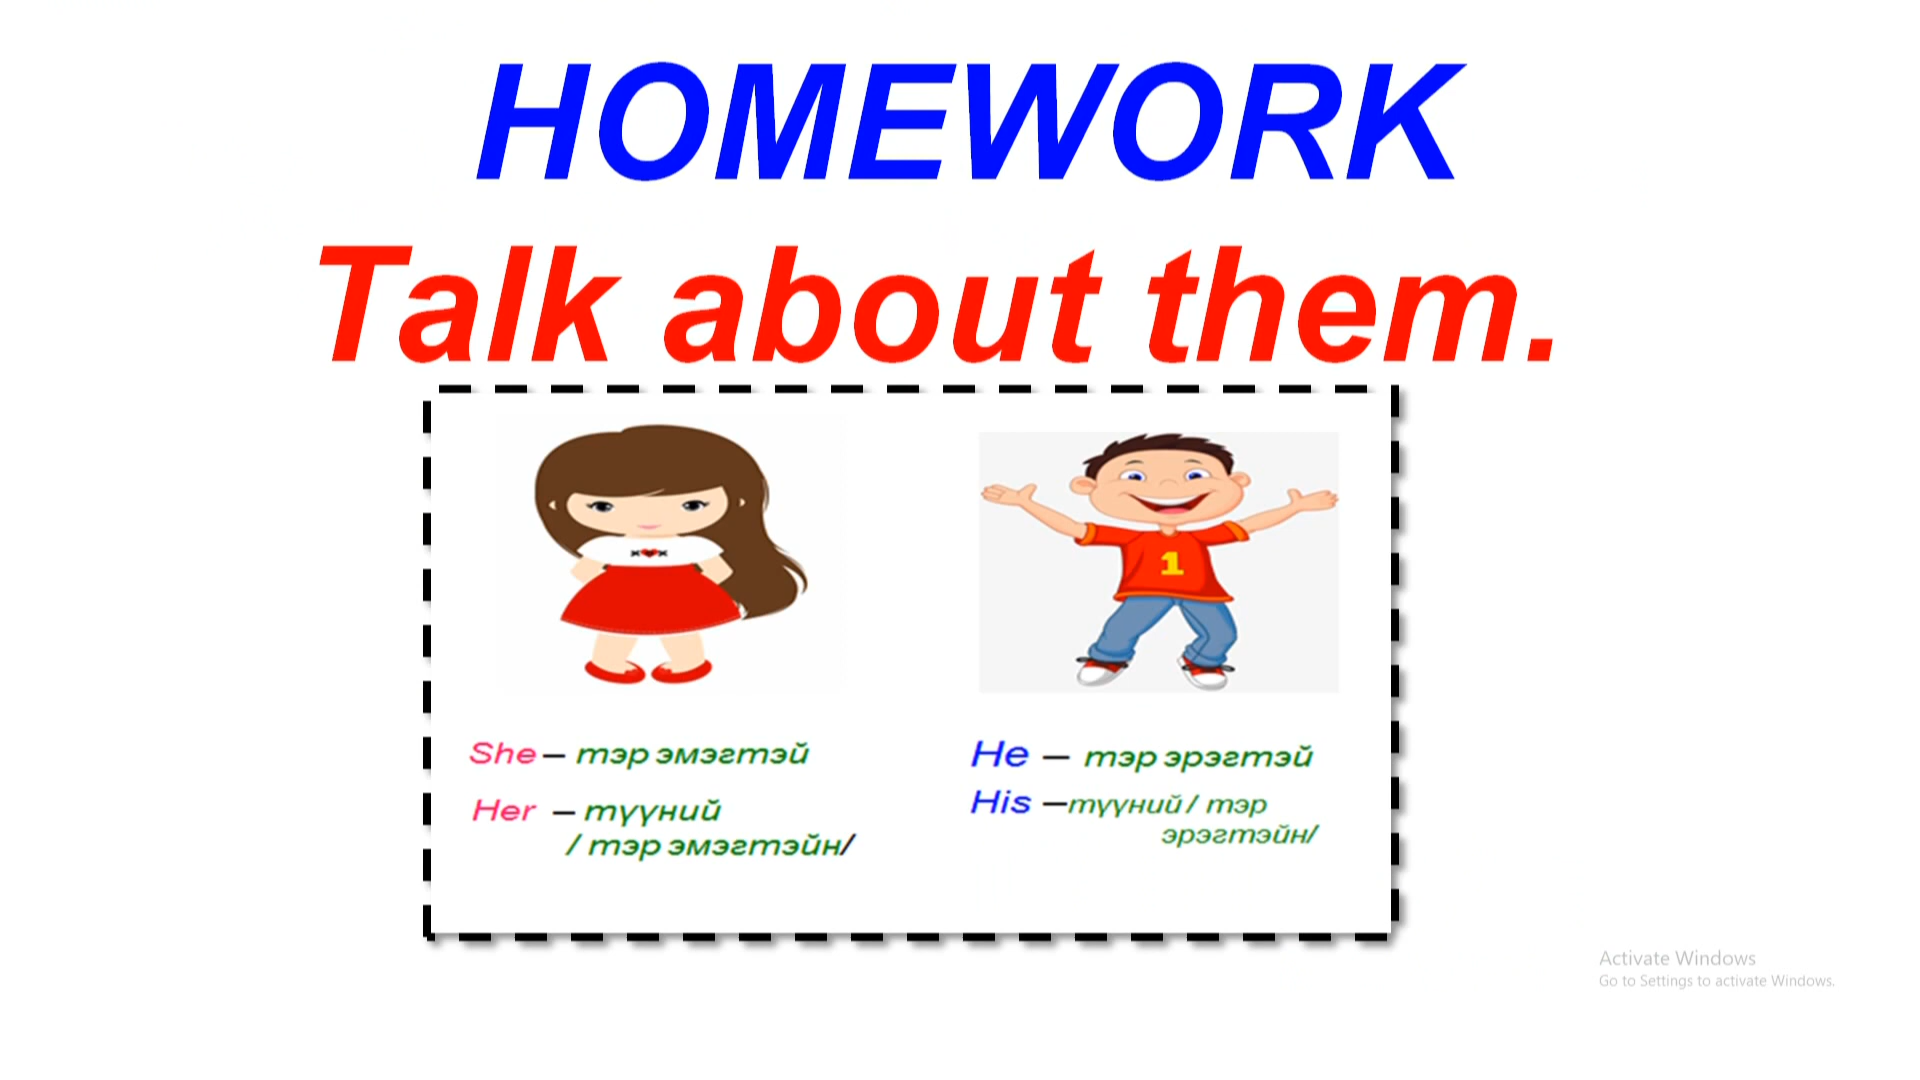 HOMEWORK
Talk about them.
1
She – тэр эмэгтэй
Her – түүний
/ тэр эмэгтэйн/
He – тэр эрэгтэй
His –түүний / тэр
эрэгтэйн/
Activate Windows
Go to Settings to activate Windows.